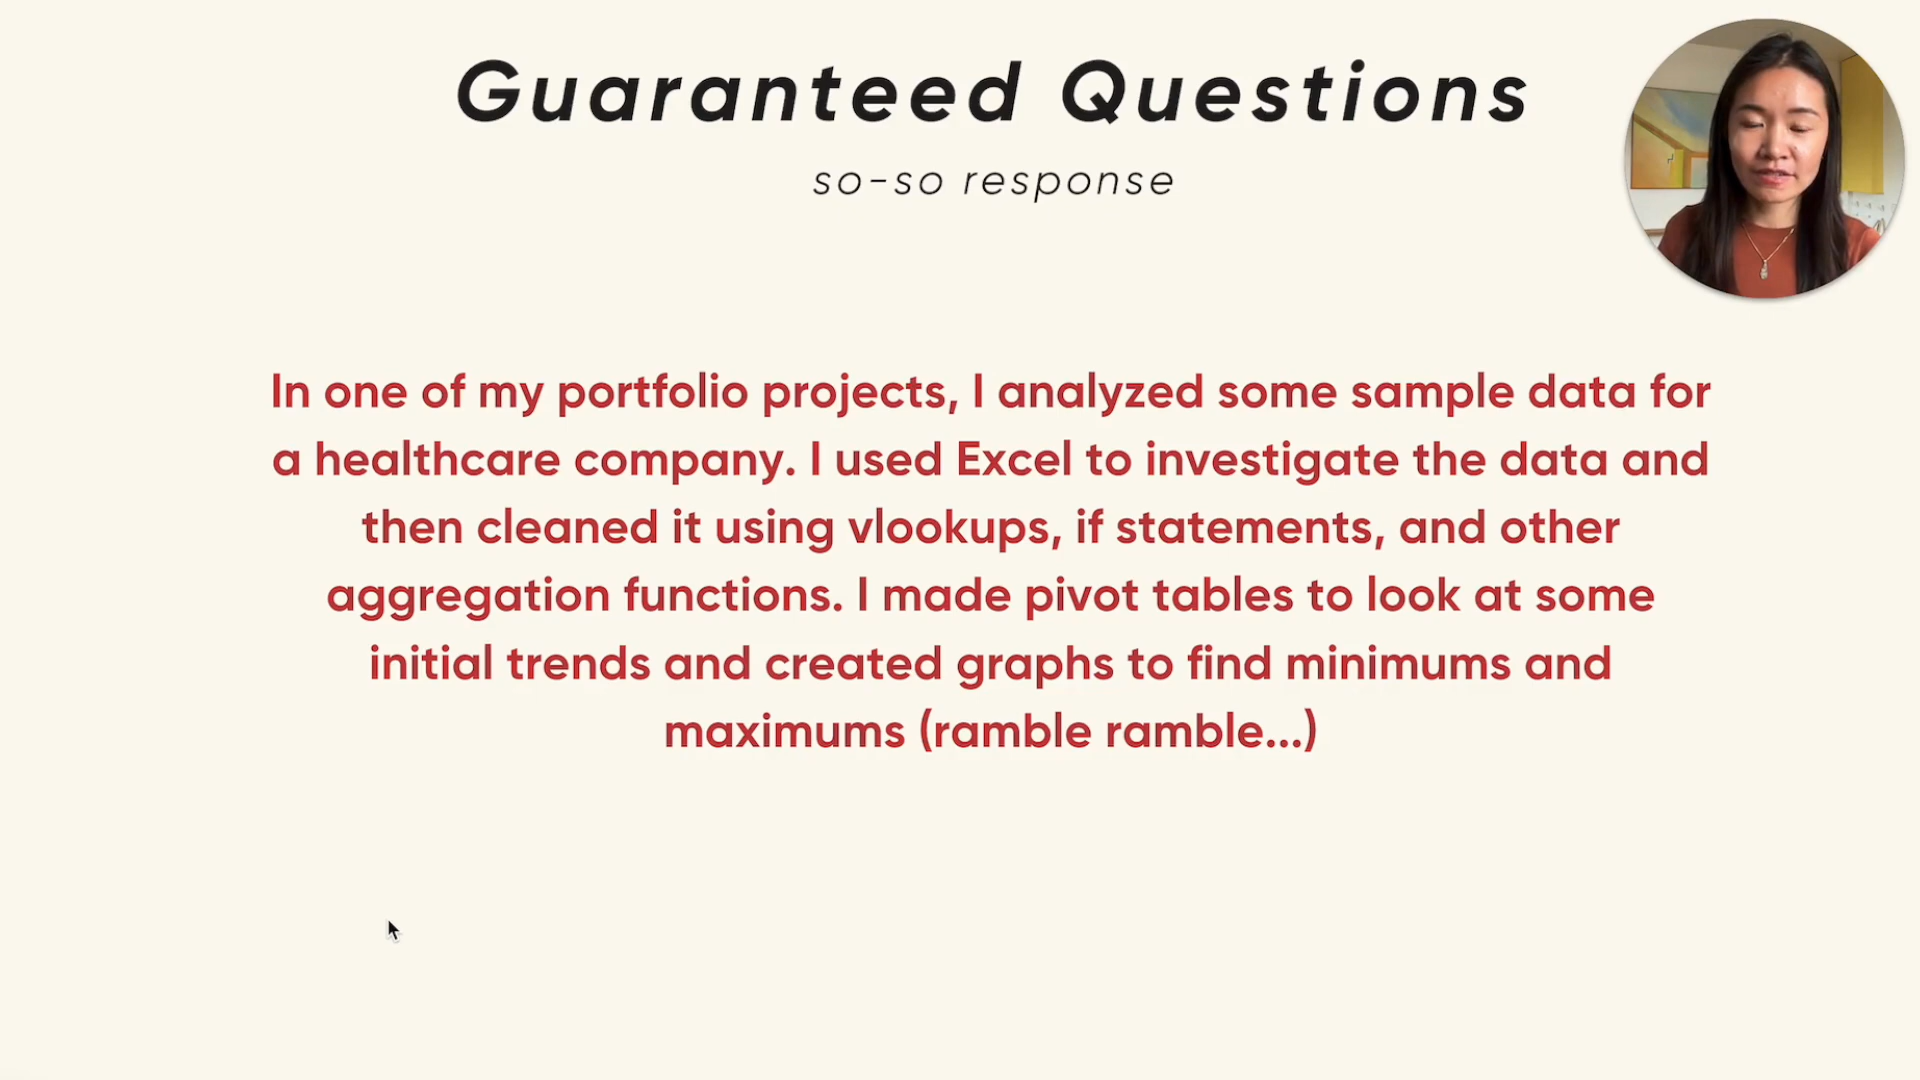 Guaranteed Questions
so-so response
In one of my portfolio projects, I analyzed some sample data for
a healthcare company. I used Excel to investigate the data and
then cleaned it using vlookups, if statements, and other
aggregation functions. I made pivot tables to look at some
initial trends and created graphs to find minimums and
maximums (ramble ramble...)